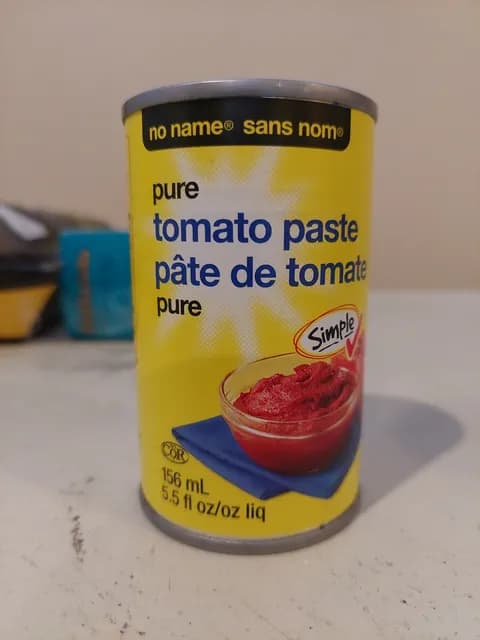 no name® sans nom®
pure
tomato paste
pâte de tomate
pure
Simple
COR
156 mL
5.5 fl oz/oz liq